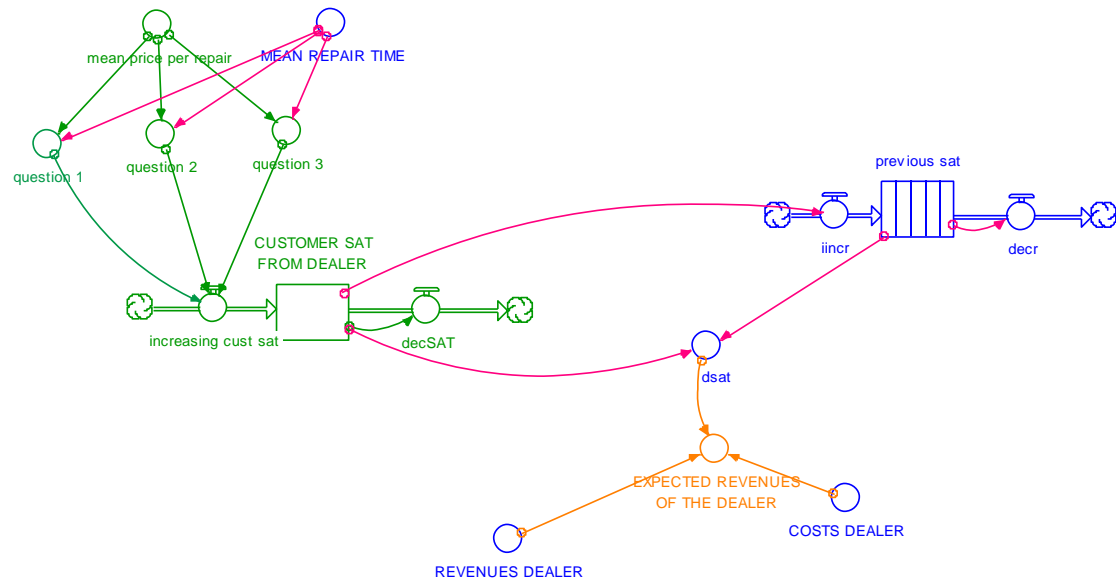 mean price per repair
MEAN REPAIR TIME
question 1
question 2
question 3
previous sat
iincr
decr
CUSTOMER SAT
FROM DEALER
increasing cust sat
decSAT
dsat
EXPECTED REVENUES
OF THE DEALER
COSTS DEALER
REVENUES DEALER